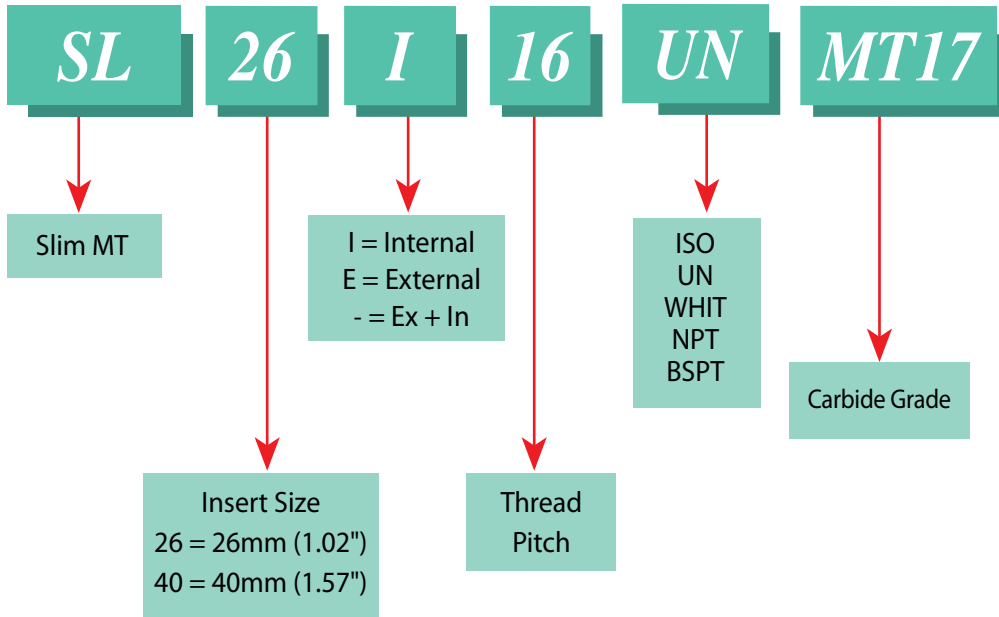 SL 26 I 16 UN MT17
Slim MT
I = Internal
E = External
- = Ex + In
ISO
UN
WHIT
NPT
BSPT
Carbide Grade
Insert Size
26 = 26mm (1.02")
40 = 40mm (1.57")
Thread
Pitch